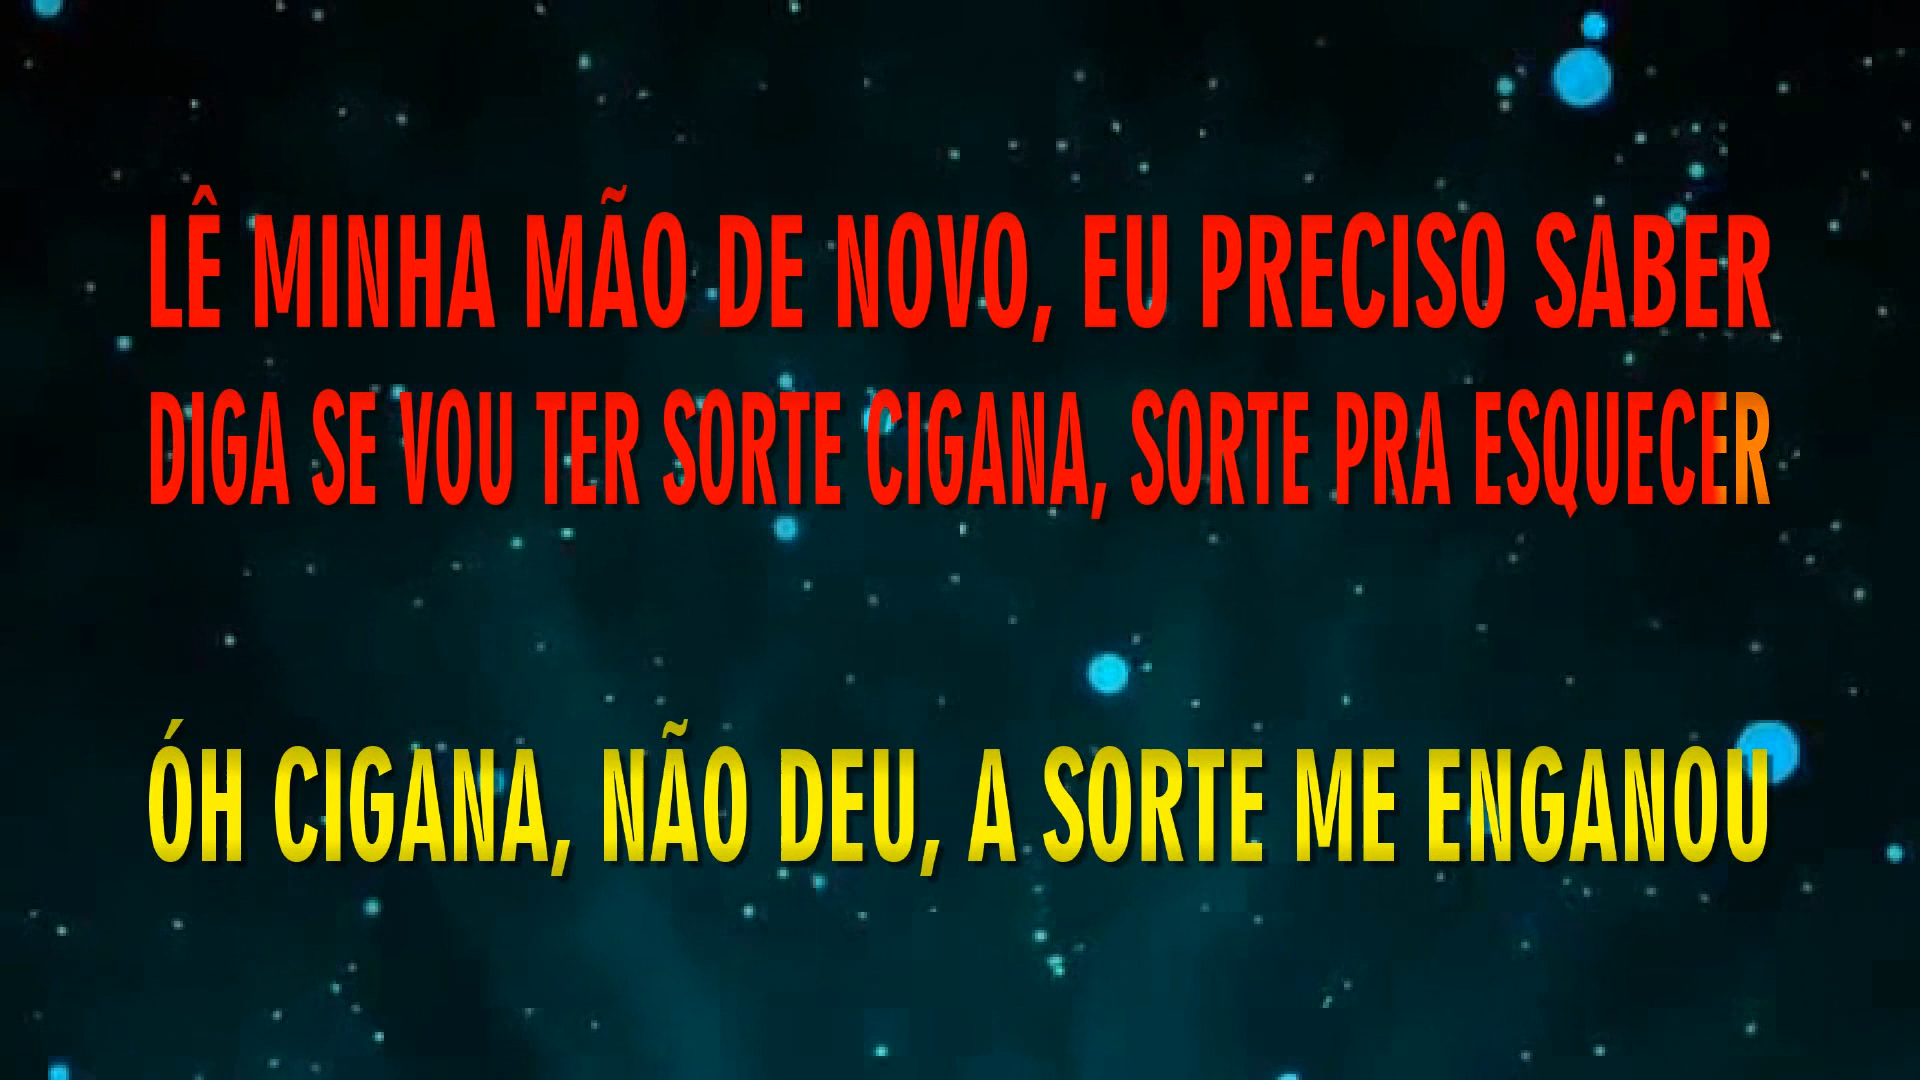 LÊ MINHA MÃO DE NOVO, EU PRECISO SABER
DIGA SE VOU TER SORTE CIGANA, SORTE PRA ESQUECER
ÓH CIGANA, NÃO DEU, A SORTE ME ENGANOU